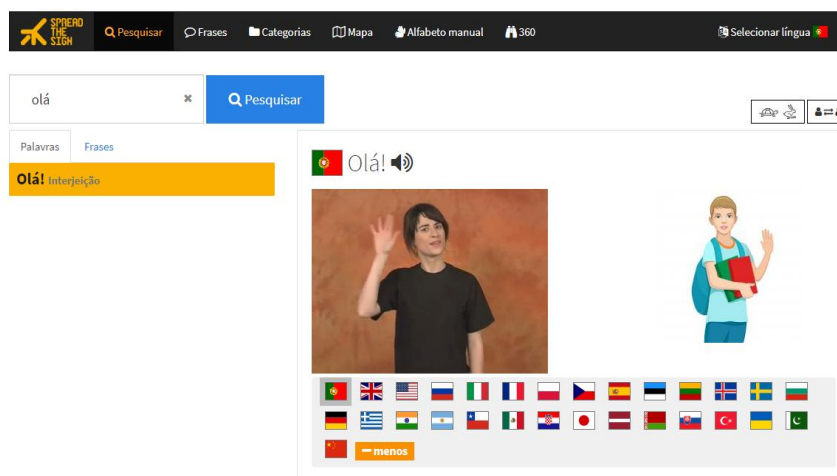 SPREAD
THE
SIGN
Pesquisar
Frases
Categorias
Mapa
Alfabeto manual
360
Selecionar língua
olá
Pesquisar
Palavras
Frases
Olá! Interjeição
Olá!
menos